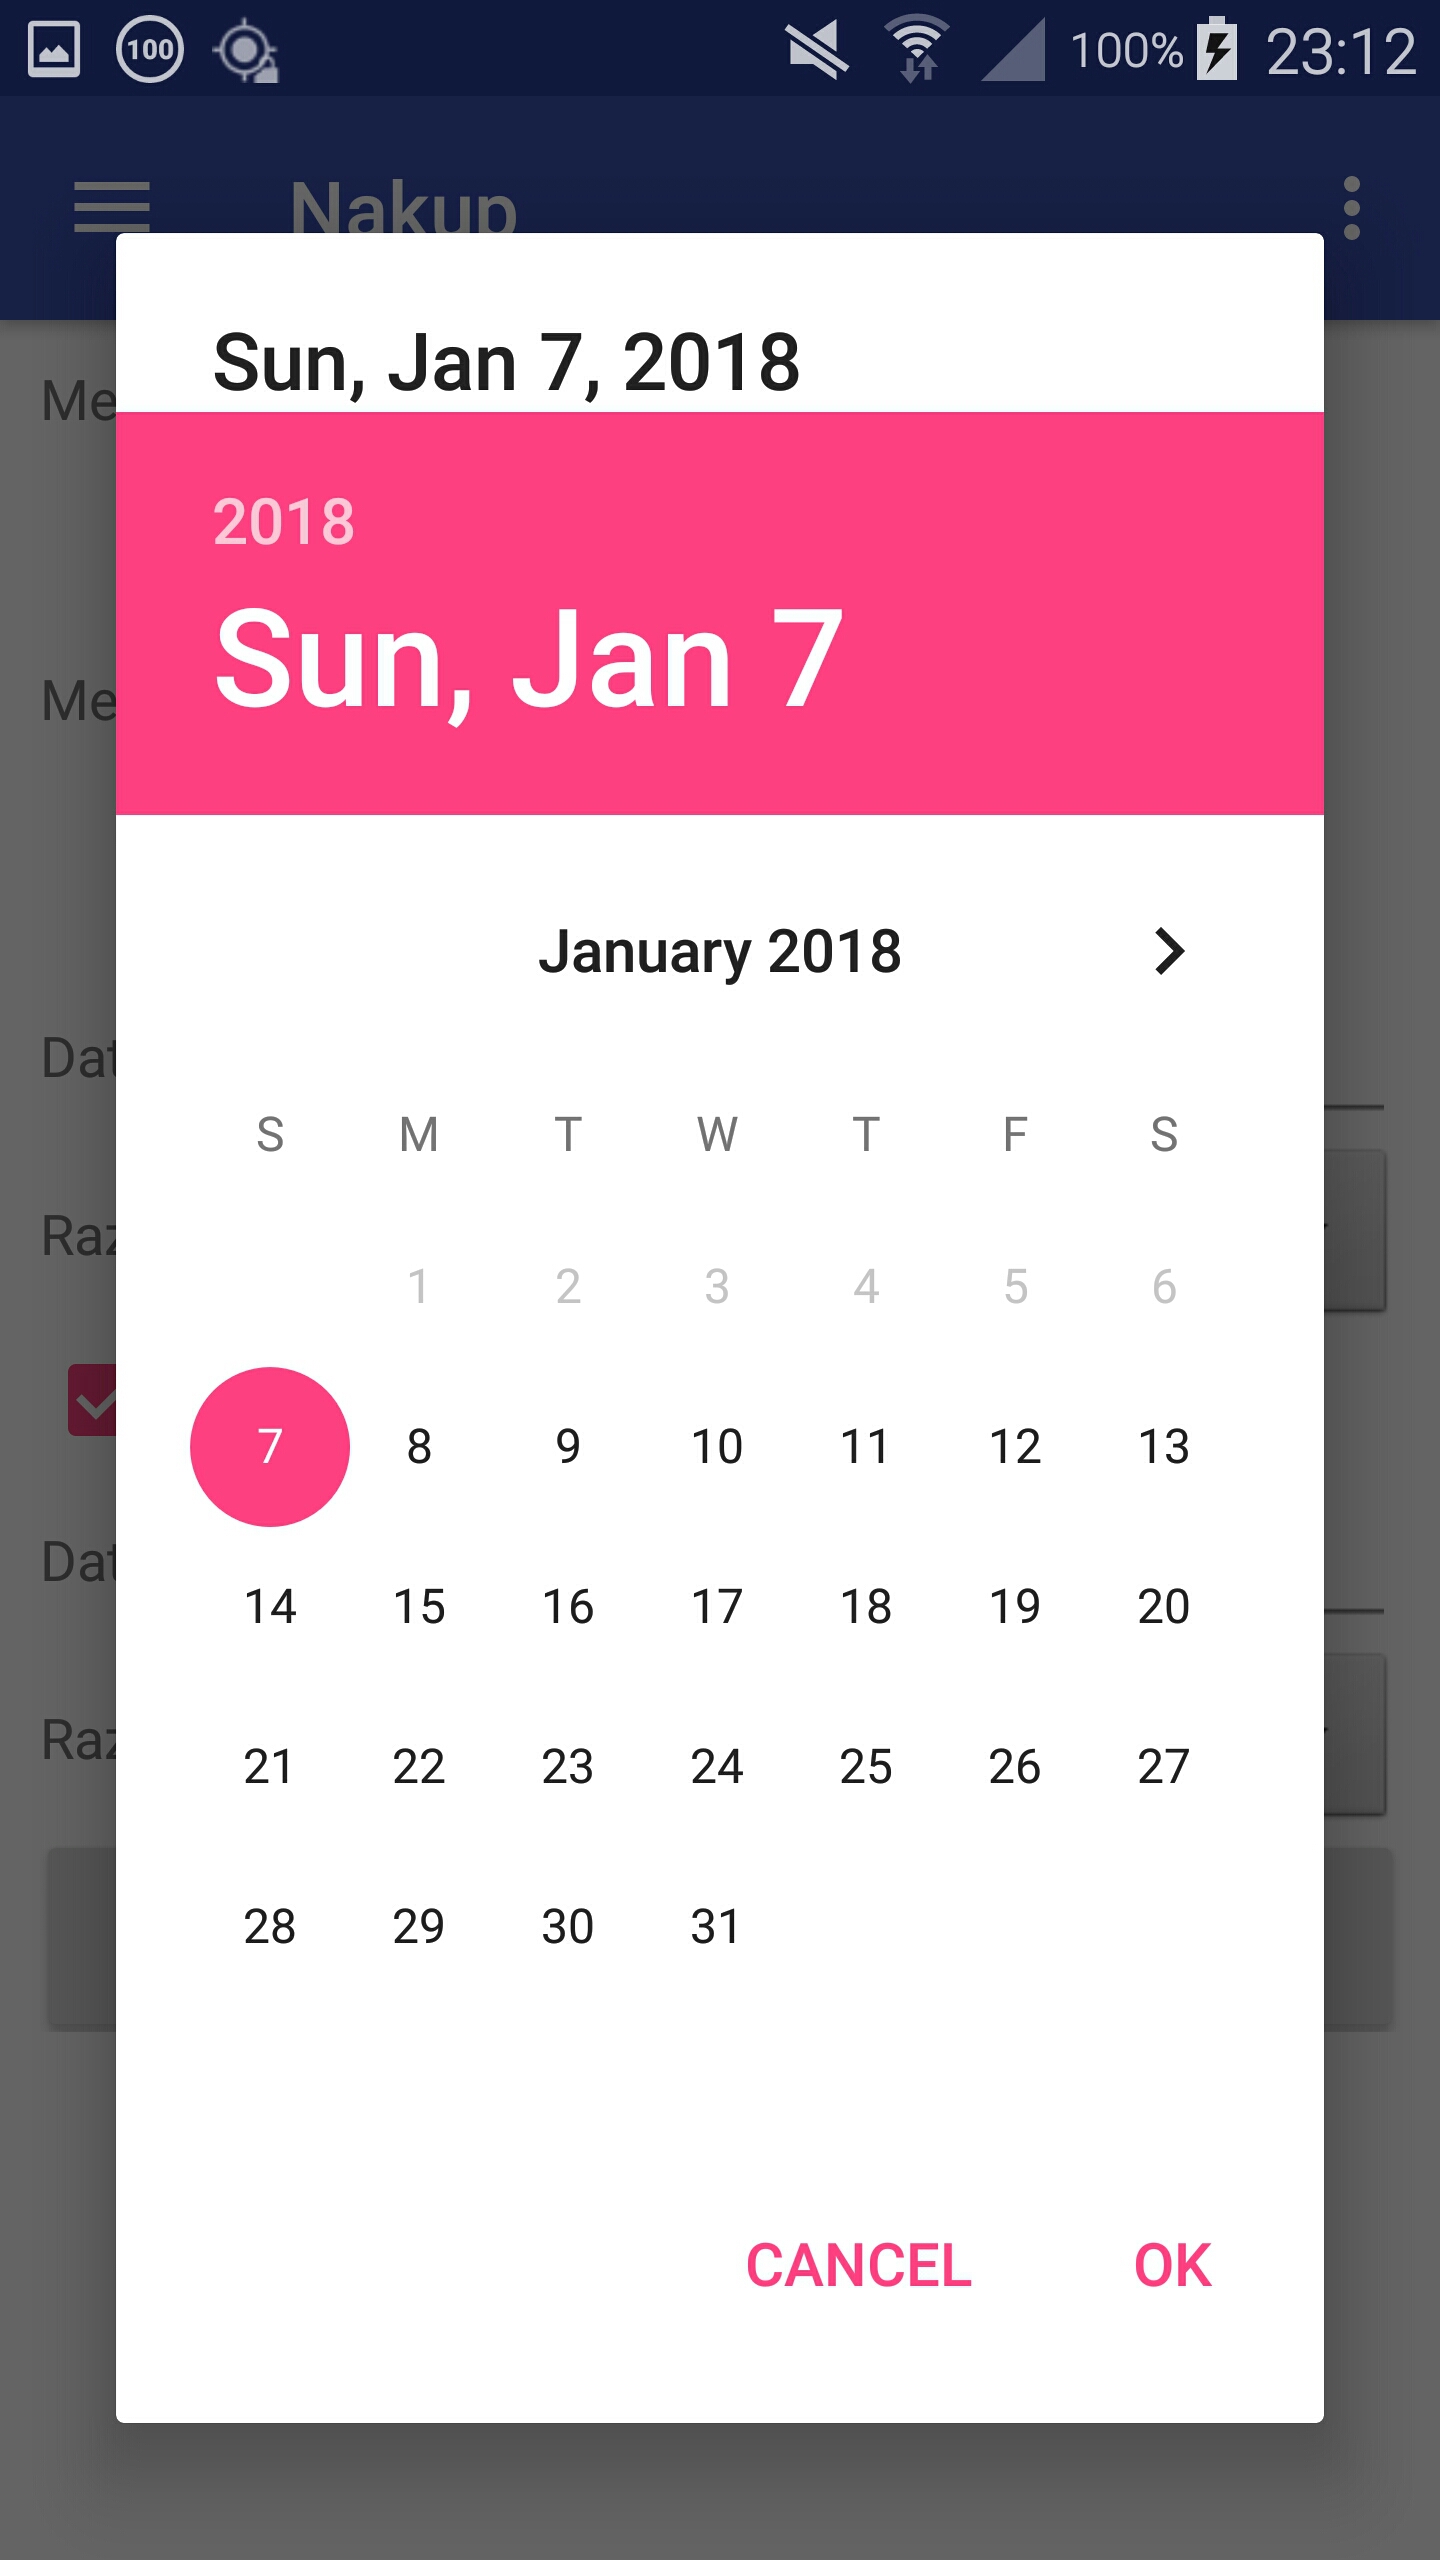 100 100% 23:12
Nakup
Sun, Jan 7, 2018
2018
Sun, Jan 7
January 2018
S M T W T F S
1 2 3 4 5 6
7 8 9 10 11 12 13
14 15 16 17 18 19 20
21 22 23 24 25 26 27
28 29 30 31
CANCEL OK